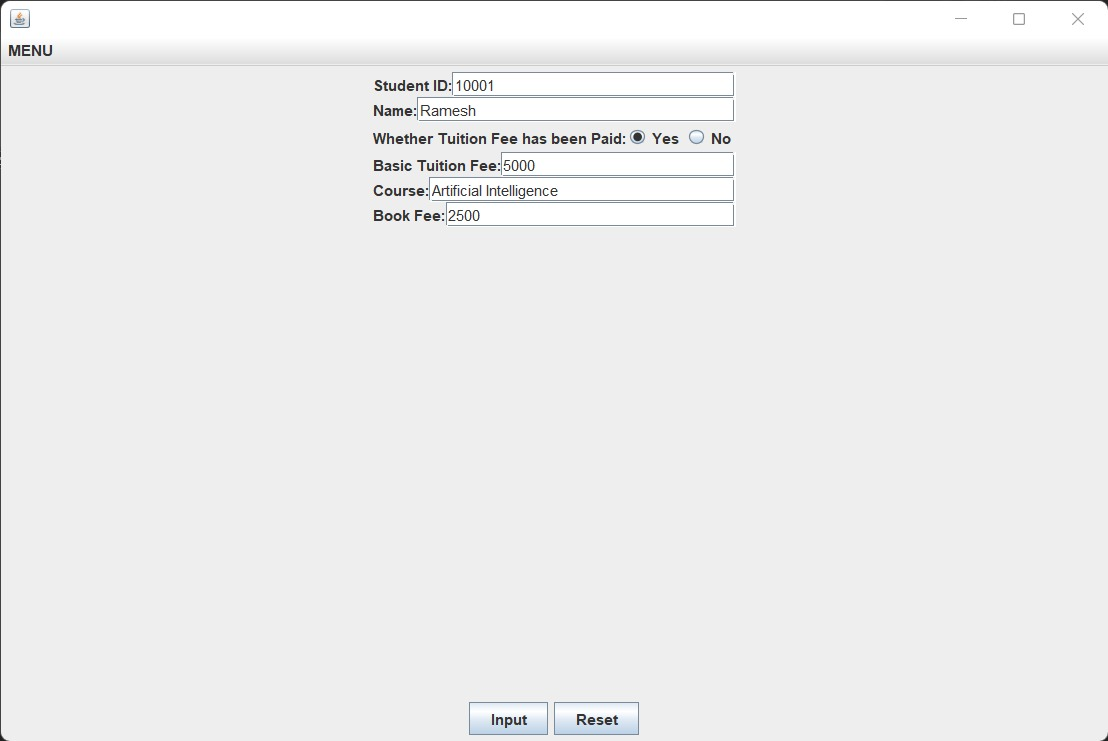 MENU
Student ID: 10001
Name: Ramesh
Whether Tuition Fee has been Paid: Yes No
Basic Tuition Fee: 5000
Course: Artificial Intelligence
Book Fee: 2500
Input Reset